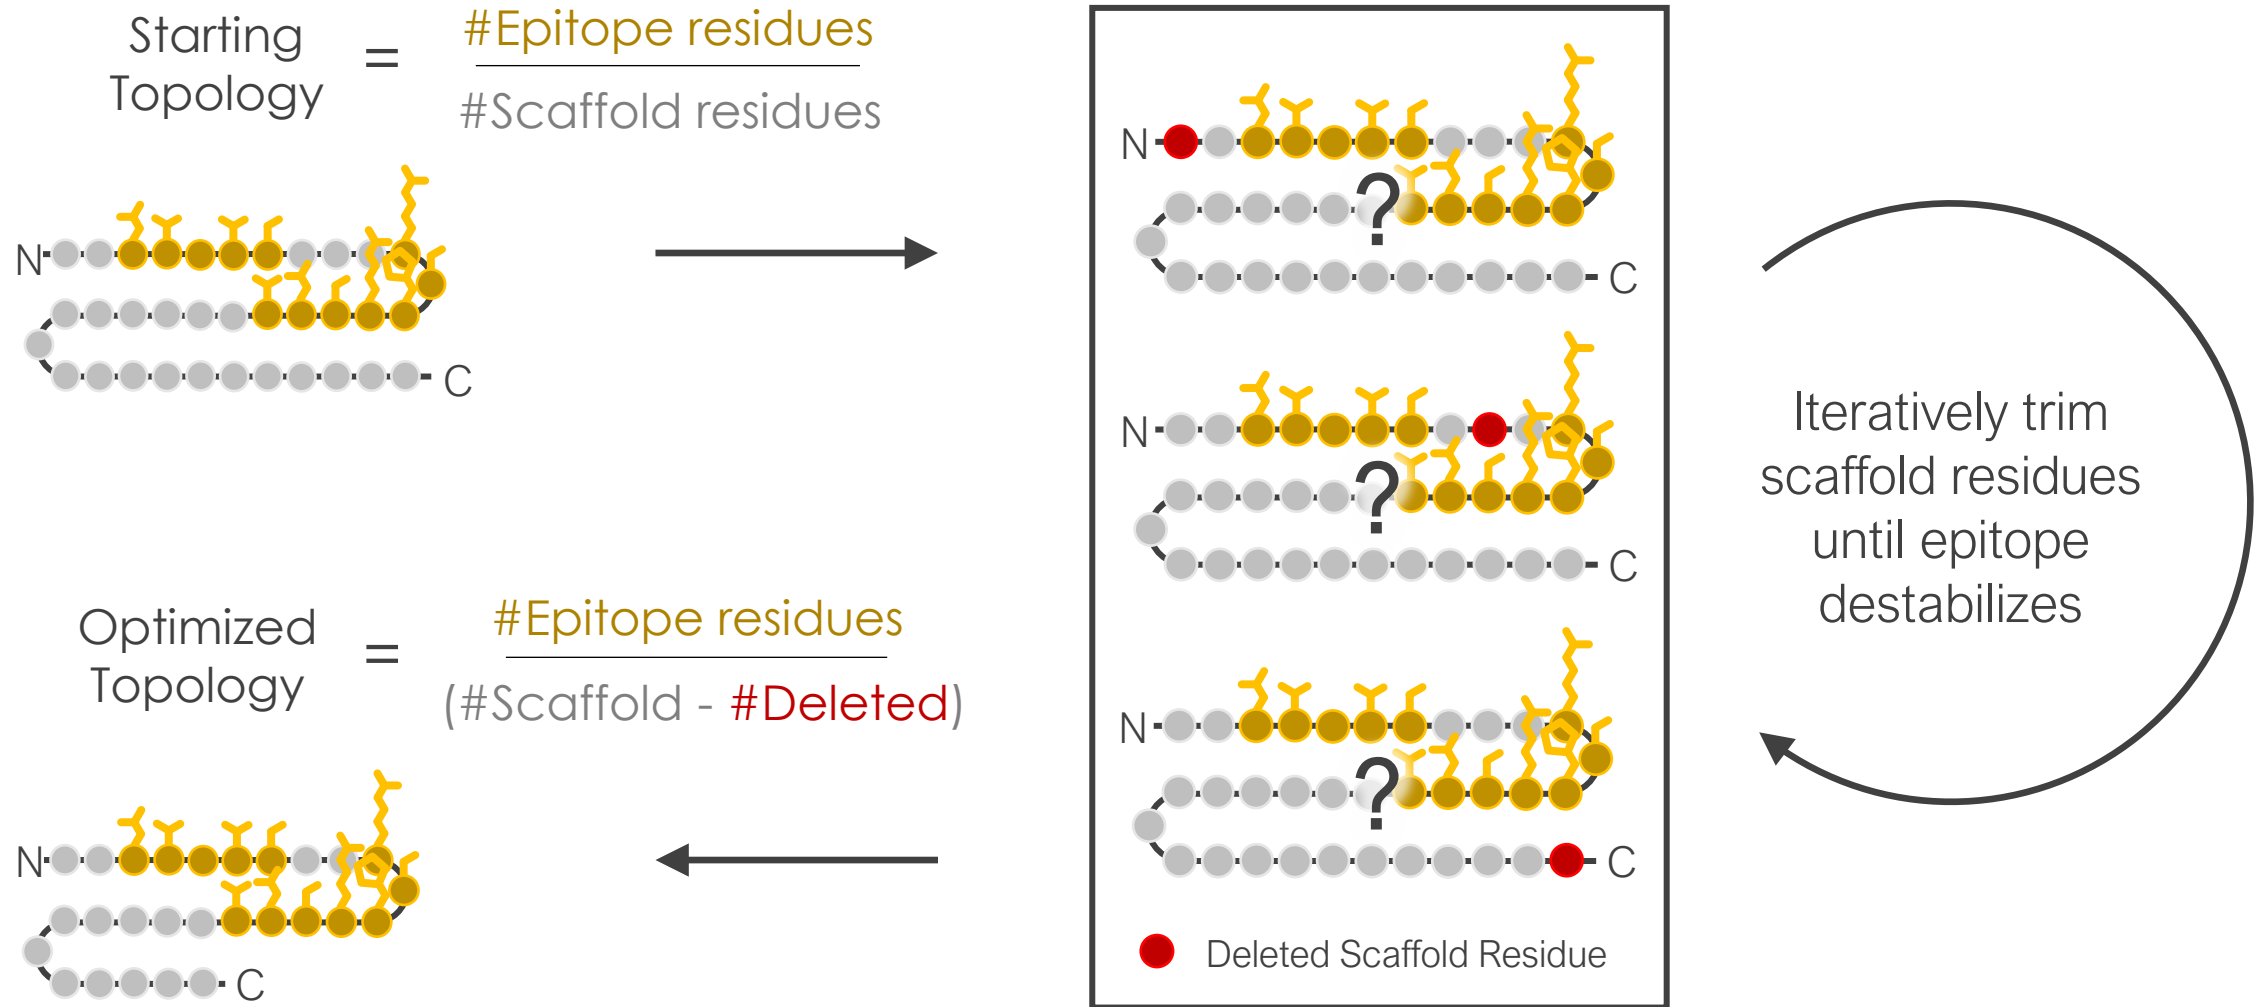 Starting
Topology
=
#Epitope residues
#Scaffold residues
N
C
N
?
C
N
?
C
N
?
C
Deleted Scaffold Residue
Iteratively trim
scaffold residues
until epitope
destabilizes
Optimized
Topology
=
#Epitope residues
(#Scaffold - #Deleted)
N
C